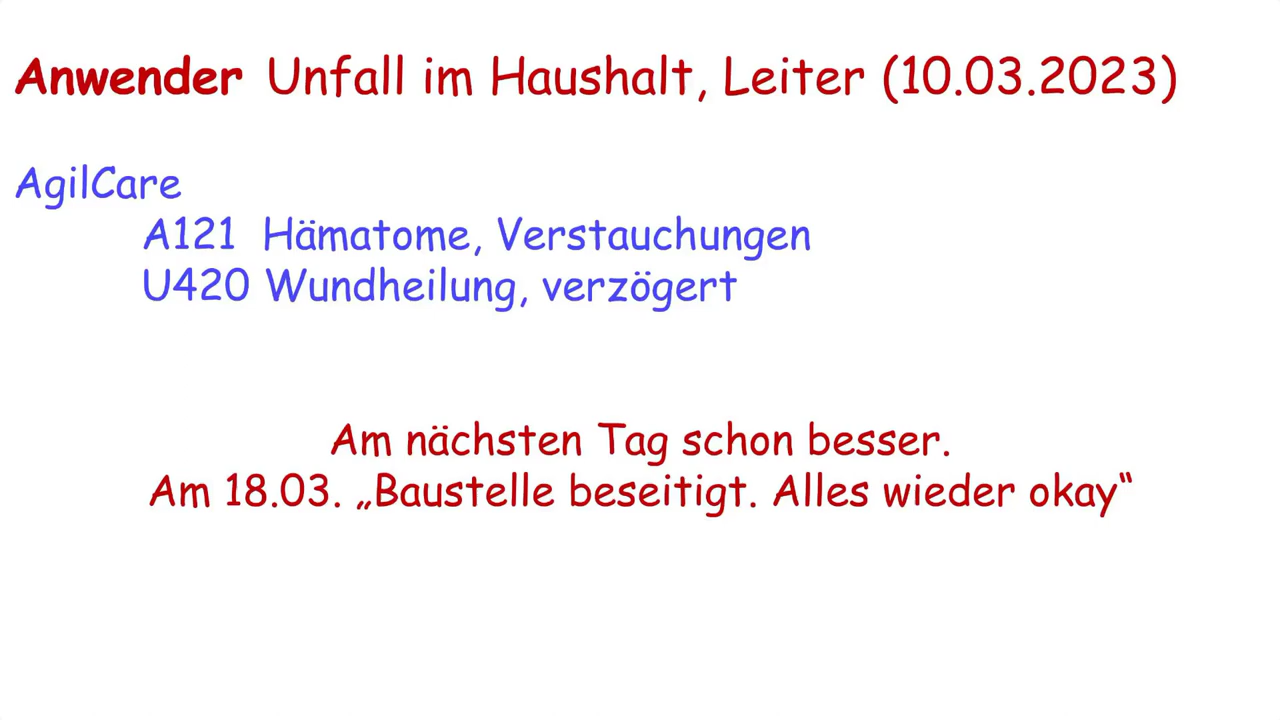 Anwender Unfall im Haushalt, Leiter (10.03.2023)
AgilCare
A121 Hämatome, Verstauchungen
U420 Wundheilung, verzögert
Am nächsten Tag schon besser.
Am 18.03. „Baustelle beseitigt. Alles wieder okay“